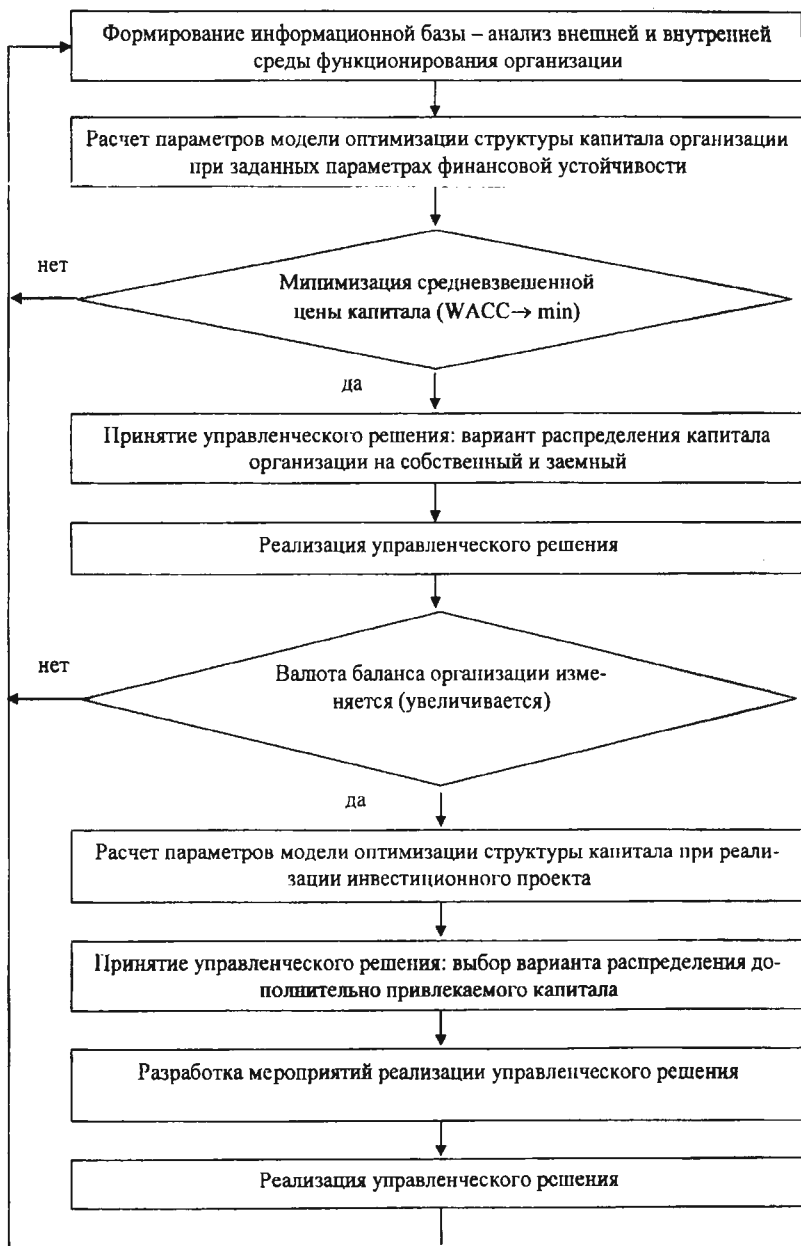 Формирование информационной базы – анализ внешней и внутренней
среды функционирования организации
Расчет параметров модели оптимизации структуры капитала организации
при заданных параметрах финансовой устойчивости
нет
Минимизация средневзвешенной
цены капитала (WACC→ min)
да
Принятие управленческого решения: вариант распределения капитала
организации на собственный и заемный
Реализация управленческого решения
нет
Валюта баланса организации изме-
няется (увеличивается)
да
Расчет параметров модели оптимизации структуры капитала при реали-
зации инвестиционного проекта
Принятие управленческого решения: выбор варианта распределения до-
полнительно привлекаемого капитала
Разработка мероприятий реализации управленческого решения
Реализация управленческого решения